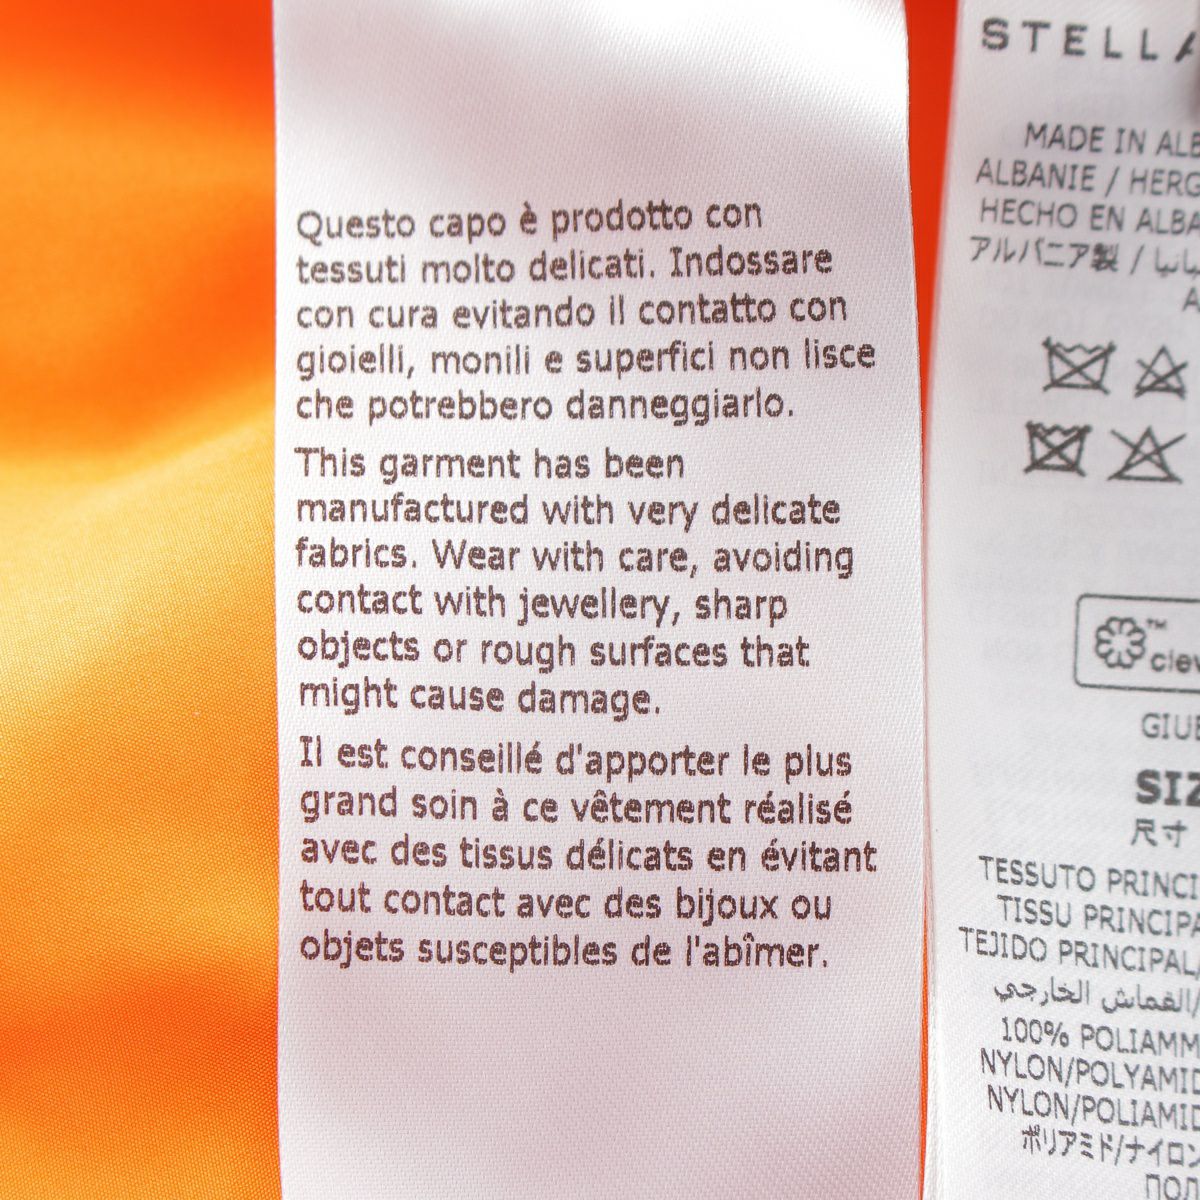 Questo capo è prodotto con
tessuti molto delicati. Indossare
con cura evitando il contatto con
gioielli, monili e superfici non lisce
che potrebbero danneggiarlo.
This garment has been
manufactured with very delicate
fabrics. Wear with care, avoiding
contact with jewellery, sharp
objects or rough surfaces that
might cause damage.
Il est conseillé d'apporter le plus
grand soin à ce vêtement réalisé
avec des tissus délicats en évitant
tout contact avec des bijoux ou
objets susceptibles de l'abîmer.
STELLA
MADE IN ALB
ALBANIE / HERG
HECHO EN ALBA
アルバニア製 /
™
clev
GIUB
SIZ
尺寸
TESSUTO PRINCI
TISSU PRINCIPA
TEJIDO PRINCIPAL/
القماش الخارجي/
100% POLIAMM
NYLON/POLYAMID
NYLON/POLIAMID
ポリアミド/ナイロン
ПОЛ